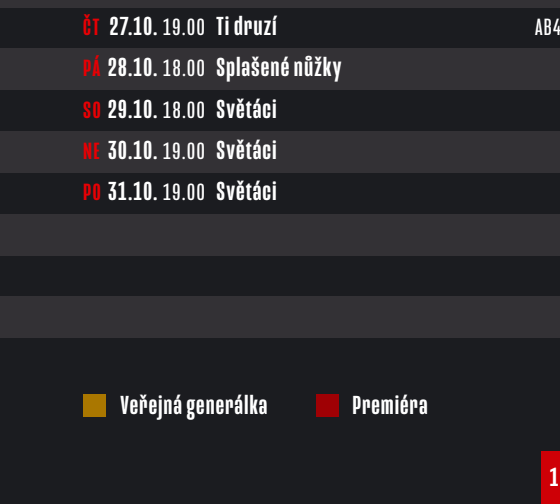 ČT 27.10. 19.00 Ti druzí AB4
PÁ 28.10. 18.00 Splašené nůžky
SO 29.10. 18.00 Světáci
NE 30.10. 19.00 Světáci
PO 31.10. 19.00 Světáci
Veřejná generálka Premiéra
1